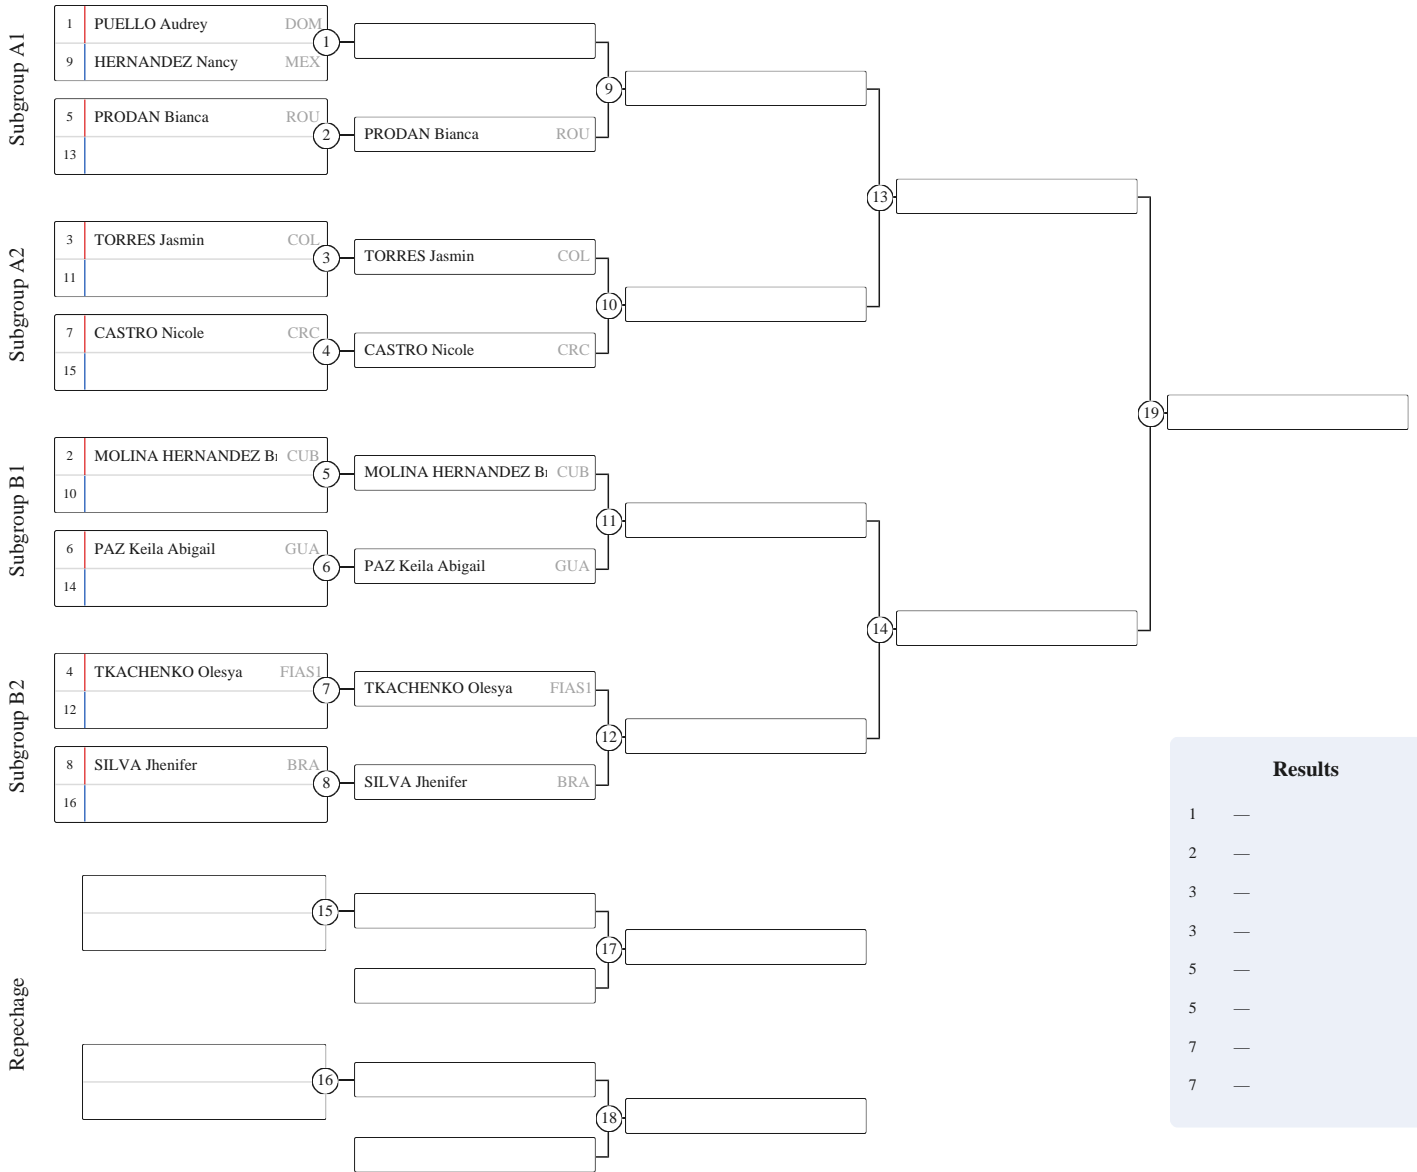 Subgroup A1
1 PUELLO Audrey DOM
9 HERNANDEZ Nancy MEX
1
5 PRODAN Bianca ROU
13
2
PRODAN Bianca ROU
9
Subgroup A2
3 TORRES Jasmin COL
11
3
TORRES Jasmin COL
7 CASTRO Nicole CRC
15
4
CASTRO Nicole CRC
10
13
Subgroup B1
2 MOLINA HERNANDEZ B CUB
10
5
MOLINA HERNANDEZ B CUB
6 PAZ Keila Abigail GUA
14
6
PAZ Keila Abigail GUA
11
Subgroup B2
4 TKACHENKO Olesya FIAS1
12
7
TKACHENKO Olesya FIAS1
8 SILVA Jhenifer BRA
16
8
SILVA Jhenifer BRA
12
14
19
Repechage
15
17
16
18
Results
1 —
2 —
3 —
3 —
5 —
5 —
7 —
7 —